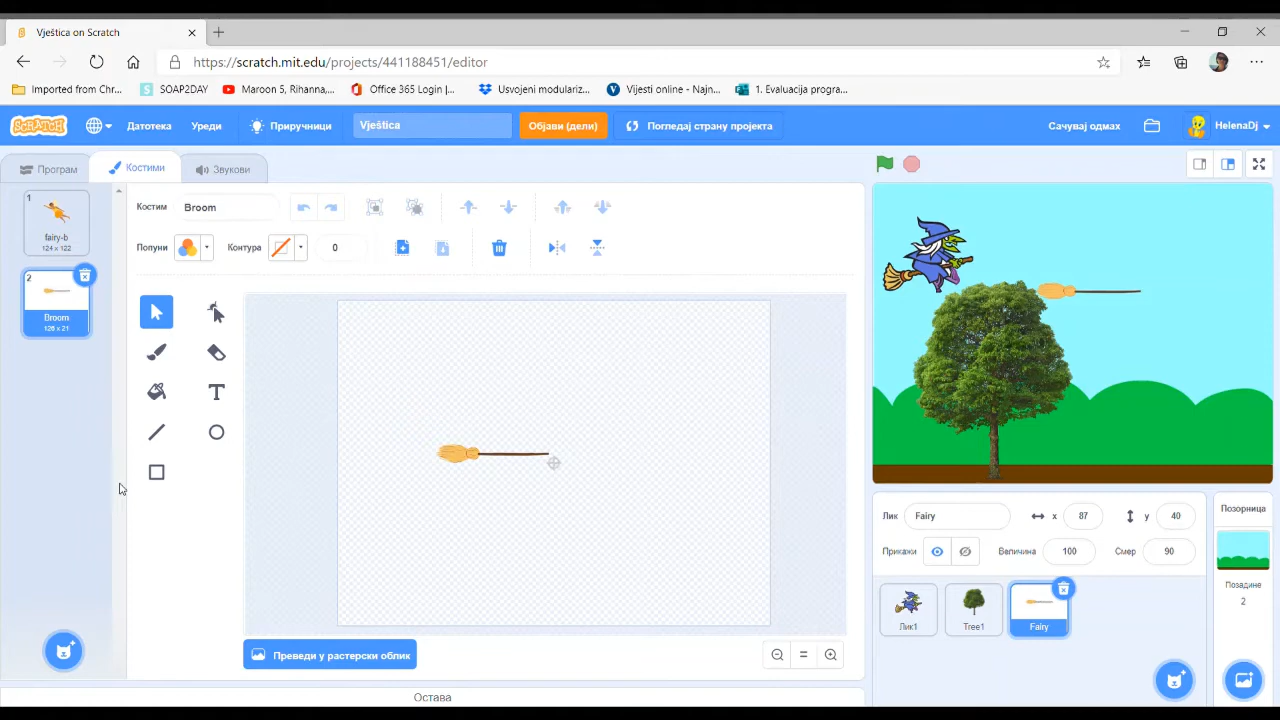 Vještica on Scratch
https://scratch.mit.edu/projects/441188451/editor
Imported from Chr... SOAP2DAY Maroon 5, Rihanna,... Office 365 Login |... Usvojeni modulariz... Vijesti online - Najn... 1. Evaluacija progra...
SCRATCH Датотека Уреди Приручници Vještica Објави (дели) Погледај страну пројекта Сачувај одмах HelenaDj
Програм Костими Звукови
1
fairy-b
124 x 122
2
Broom
126 x 21
Костим Broom
Попуни Контура 0
Преведи у растерски облик
Остава
Лик Fairy x 87 y 40
Прикажи Величина 100 Смер 90
Лик1 Tree1 Fairy
Позорница
Позадине
2